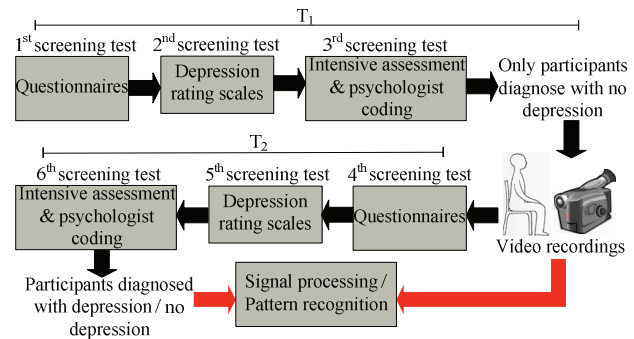 T1
1st screening test
2nd screening test
3rd screening test
Questionnaires
Depression
rating scales
Intensive assessment
& psychologist
coding
Only participants
diagnose with no
depression
T2
6th screening test
5th screening test
4th screening test
Intensive assessment
& psychologist
coding
Depression
rating scales
Questionnaires
Video recordings
Participants diagnosed
with depression / no
depression
Signal processing /
Pattern recognition